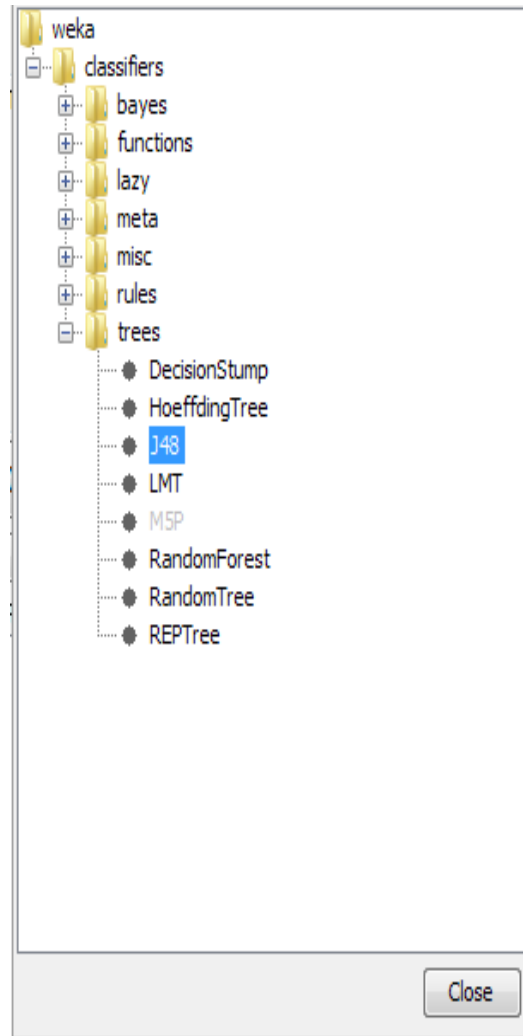 weka
classifiers
bayes
functions
lazy
meta
misc
rules
trees
DecisionStump
HoeffdingTree
J48
LMT
M5P
RandomForest
RandomTree
REPTree
Close